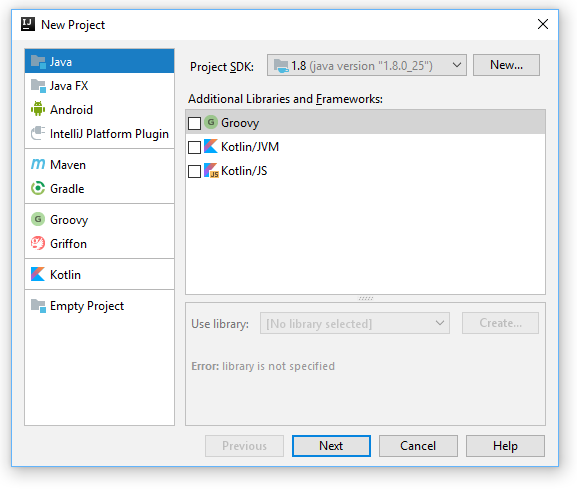 New Project
Java
Java FX
Android
IntelliJ Platform Plugin
Maven
Gradle
Groovy
Griffon
Kotlin
Empty Project
Project SDK: 1.8 (java version "1.8.0_25") New...
Additional Libraries and Frameworks:
Groovy
Kotlin/JVM
Kotlin/JS
Use library: [No library selected] Create...
Error: library is not specified
Previous Next Cancel Help